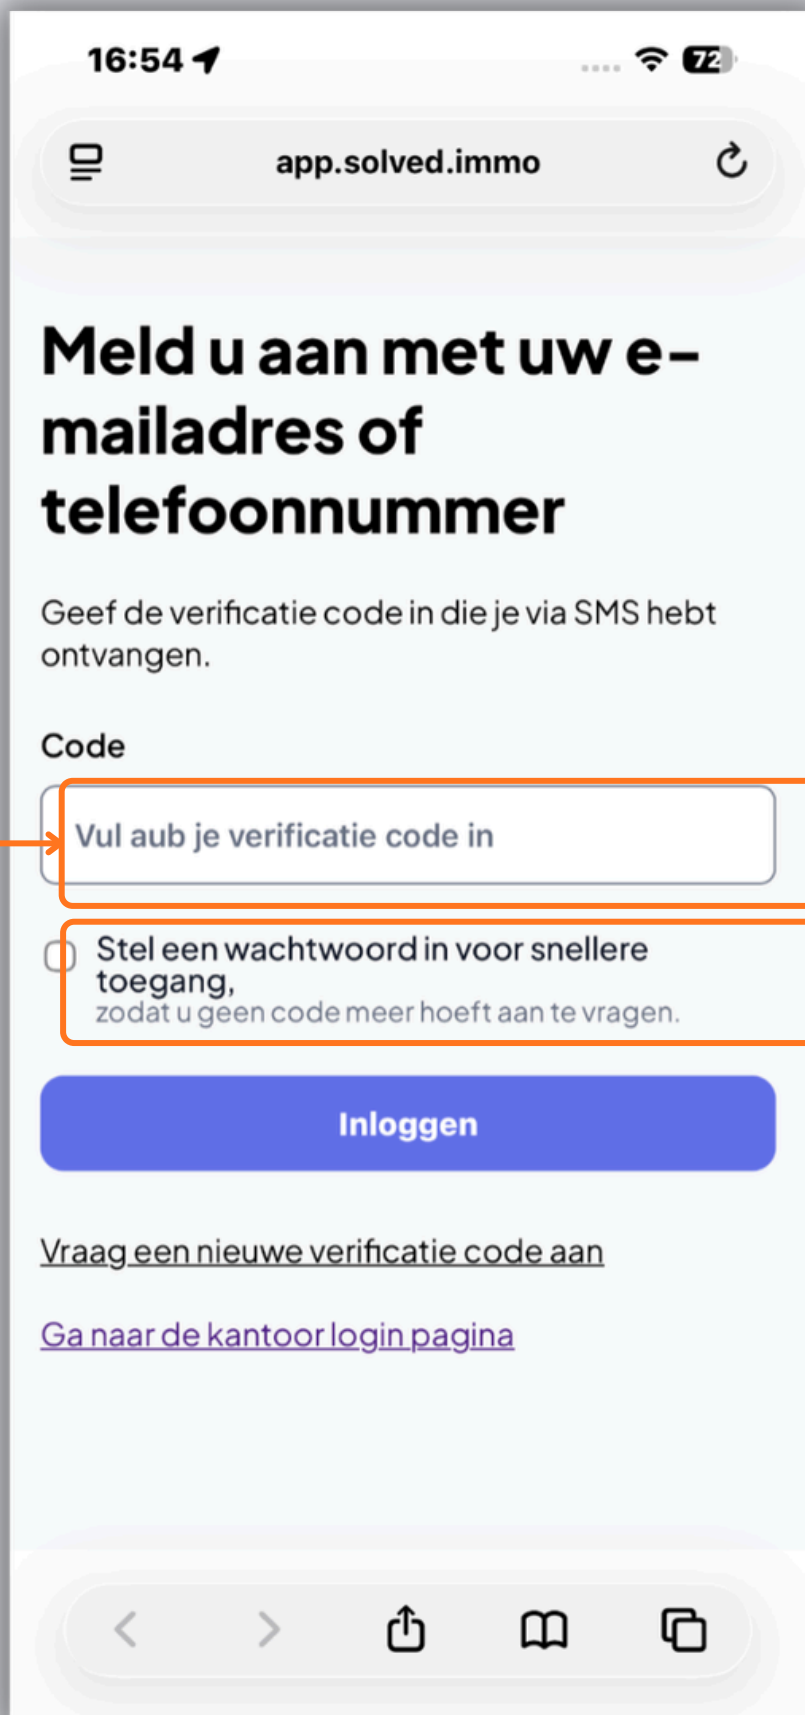 16:54
72
app.solved.immo
Meld u aan met uw e-
mailadres of
telefoonnummer
Geef de verificatie code in die je via SMS hebt
ontvangen.
Code
Vul aub je verificatie code in
Stel een wachtwoord in voor snellere
toegang,
zodat u geen code meer hoeft aan te vragen.
Inloggen
Vraag een nieuwe verificatie code aan
Ga naar de kantoor login pagina